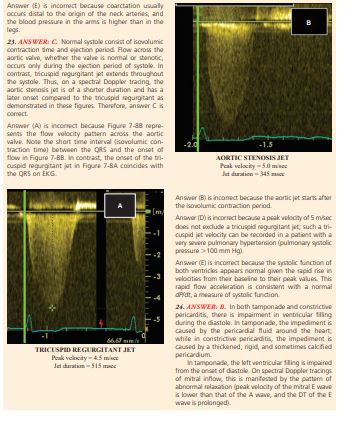 Answer (E) is incorrect because coarctation usually
occurs distal to the origin of the neck arteries, and
the blood pressure in the arms is higher than in the
legs.
23. ANSWER: C. Normal systole consist of isovolumic
contraction time and ejection period. Flow across the
aortic valve, whether the valve is normal or stenotic,
occurs only during the ejection period of systole. In
contrast, tricuspid regurgitant jet extends throughout
the systole. Thus, on a spectral Doppler tracing, the
aortic stenosis jet is of a shorter duration and has a
later onset compared to the tricuspid regurgitant as
demonstrated in these figures. Therefore, answer C is
correct.
Answer (A) is incorrect because Figure 7-8B repre-
sents the flow velocity pattern across the aortic
valve. Note the short time interval (isovolumic con-
traction time) between the QRS and the onset of
flow in Figure 7-8B. In contrast, the onset of the tri-
cuspid regurgitant jet in Figure 7-8A coincides with
the QRS on EKG.
A
[m/
-1
-2
-3
-4
-5
-1
66.67 mm/s
TRICUSPID REGURGITANT JET
Peak velocity = 4.5 m/sec
Jet duration = 515 msec
B
-2.0
-1.5
AORTIC STENOSIS JET
Peak velocity = 5.0 m/sec
Jet duration = 345 msec
Answer (B) is incorrect because the aortic jet starts after
the isovolumic contraction period.
Answer (D) is incorrect because a peak velocity of 5 m/sec
does not exclude a tricuspid regurgitant jet; such a tri-
cuspid jet velocity can be recorded in a patient with a
very severe pulmonary hypertension (pulmonary systolic
pressure >100 mm Hg).
Answer (E) is incorrect because the systolic function of
both ventricles appears normal given the rapid rise in
velocities from their baseline to their peak values. This
rapid flow acceleration is consistent with a normal
dP/dt, a measure of systolic function.
24. ANSWER: B. In both tamponade and constrictive
pericarditis, there is impairment in ventricular filling
during the diastole. In tamponade, the impediment is
caused by the pericardial fluid around the heart;
while in constrictive pericarditis, the impediment is
caused by a thickened, rigid, and sometimes calcified
pericardium.
In tamponade, the left ventricular filling is impaired
from the onset of diastole. On spectral Doppler tracings
of mitral inflow, this is manifested by the pattern of
abnormal relaxation (peak velocity of the mitral E wave
is lower than that of the A wave, and the DT of the E
wave is prolonged).